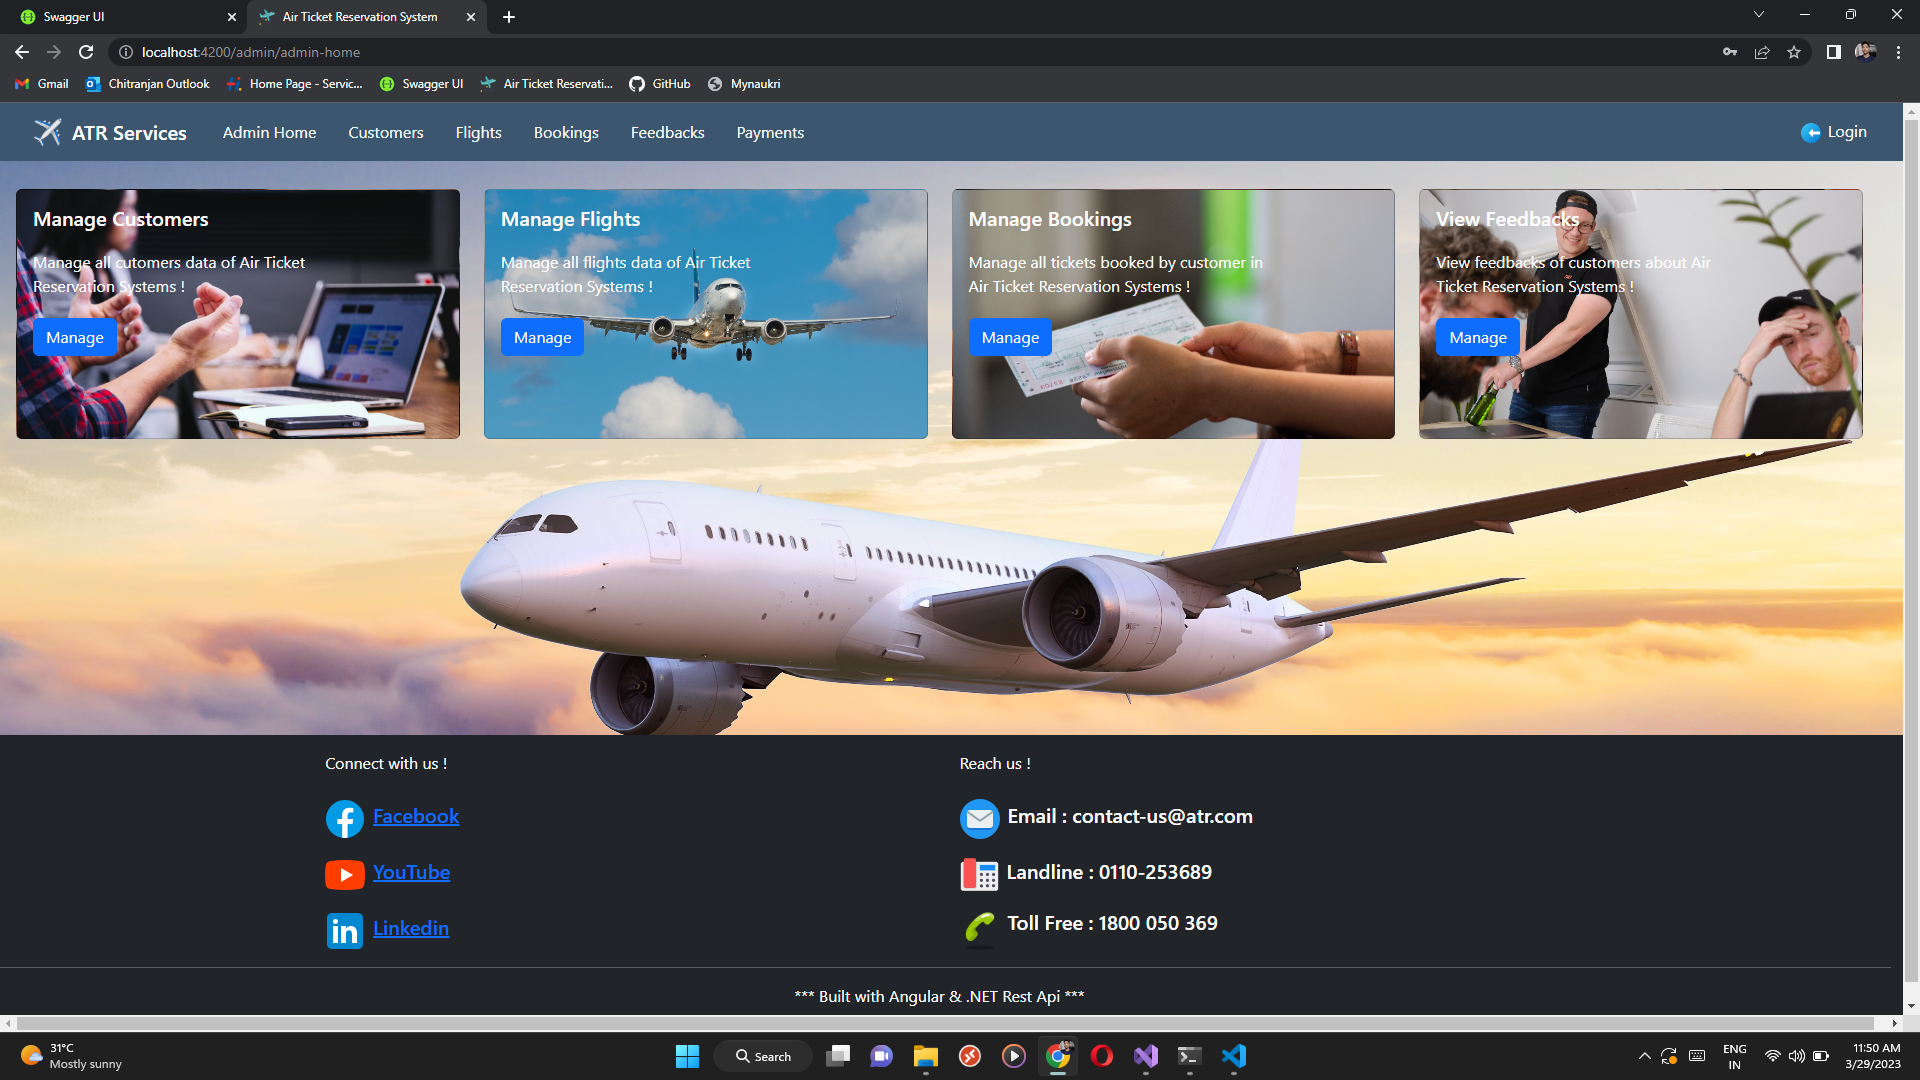 Swagger UI
Air Ticket Reservation System
localhost:4200/admin/admin-home
Gmail
Chitranjan Outlook
Home Page - Servic...
Swagger UI
Air Ticket Reservati...
GitHub
Mynaukri
ATR Services
Admin Home
Customers
Flights
Bookings
Feedbacks
Payments
Login
Manage Customers
Manage all cutomers data of Air Ticket
Reservation Systems !
Manage
Manage Flights
Manage all flights data of Air Ticket
Reservation Systems !
Manage
Manage Bookings
Manage all tickets booked by customer in
Air Ticket Reservation Systems !
Manage
View Feedbacks
View feedbacks of customers about Air
Ticket Reservation Systems !
Manage
Connect with us !
Facebook
YouTube
Linkedin
Reach us !
Email : contact-us@atr.com
Landline : 0110-253689
Toll Free : 1800 050 369
*** Built with Angular & .NET Rest Api ***
31°C
Mostly sunny
Search
ENG
IN
11:50 AM
3/29/2023